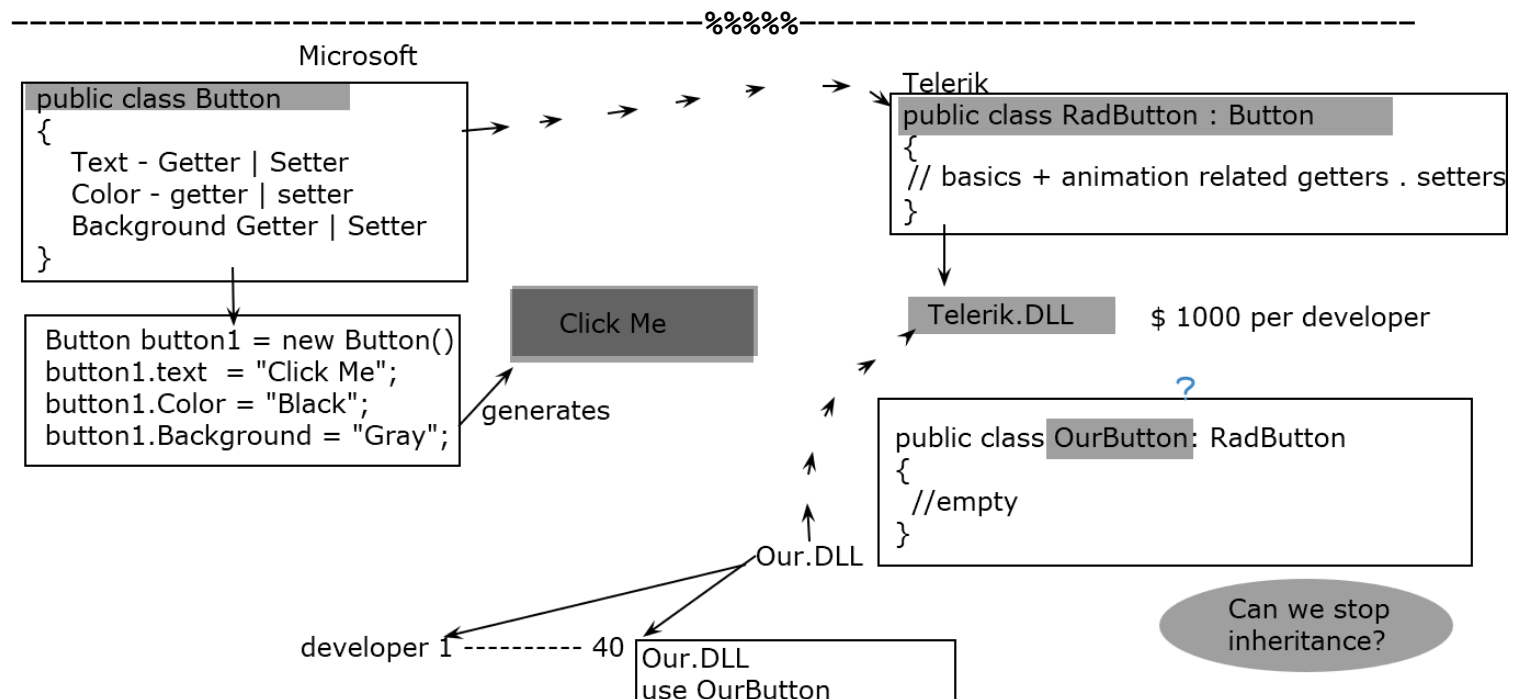 ------------------------------------------%%%%%-------------------------------------
Microsoft
public class Button
{
Text - Getter | Setter
Color - getter | setter
Background Getter | Setter
}
Button button1 = new Button()
button1.text  = "Click Me";
button1.Color = "Black";
button1.Background = "Gray";
generates
Click Me
Telerik
public class RadButton : Button
{
// basics + animation related getters . setters
}
Telerik.DLL
$ 1000 per developer
?
public class OurButton: RadButton
{
//empty
}
Our.DLL
developer 1 ---------- 40
Our.DLL
use OurButton
Can we stop
inheritance?